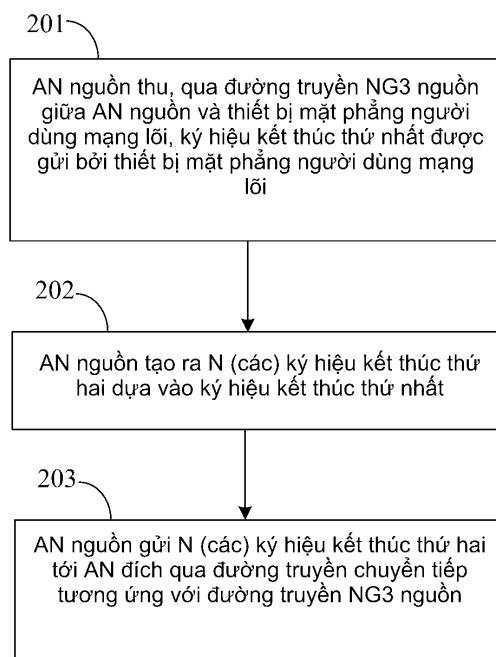 201
AN nguồn thu, qua đường truyền NG3 nguồn
giữa AN nguồn và thiết bị mặt phẳng người
dùng mạng lõi, ký hiệu kết thúc thứ nhất được
gửi bởi thiết bị mặt phẳng người dùng mạng
lõi
202
AN nguồn tạo ra N (các) ký hiệu kết thúc thứ
hai dựa vào ký hiệu kết thúc thứ nhất
203
AN nguồn gửi N (các) ký hiệu kết thúc thứ hai
tới AN đích qua đường truyền chuyển tiếp
tương ứng với đường truyền NG3 nguồn